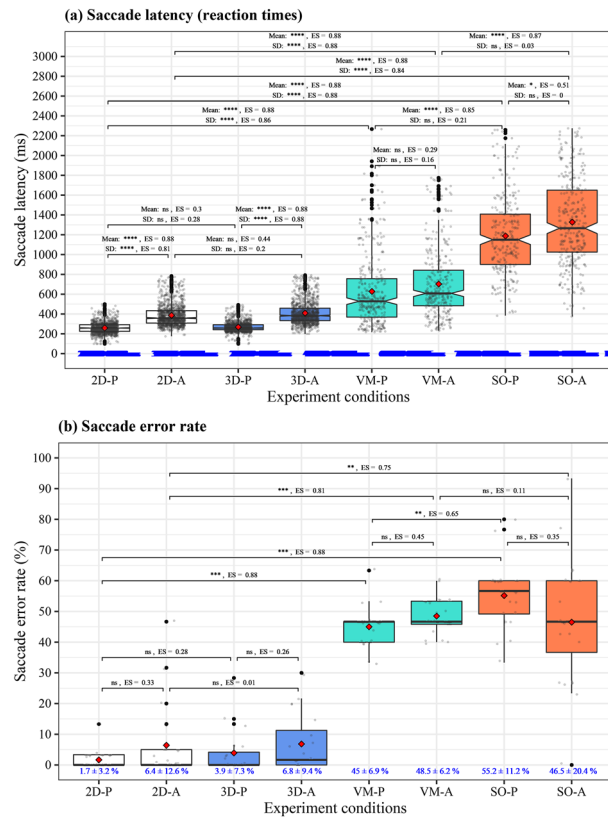 (a) Saccade latency (reaction times)
Saccade latency (ms)
3000
2800
2600
2400
2200
2000
1800
1600
1400
1200
1000
800
600
400
200
0
Mean: ****, ES = 0.88
SD: ****, ES = 0.88
Mean: ****, ES = 0.87
SD: ns, ES = 0.03
Mean: ****, ES = 0.88
SD: ****, ES = 0.84
Mean: ****, ES = 0.88
SD: ****, ES = 0.88
Mean: *, ES = 0.51
SD: ns, ES = 0
Mean: ****, ES = 0.88
SD: ****, ES = 0.86
Mean: ****, ES = 0.85
SD: ns, ES = 0.21
Mean: ns, ES = 0.29
SD: ns, ES = 0.16
Mean: ns, ES = 0.3
SD: ns, ES = 0.28
Mean: ****, ES = 0.88
SD: ****, ES = 0.88
Mean: ****, ES = 0.88
SD: ****, ES = 0.81
Mean: ns, ES = 0.44
SD: ns, ES = 0.2
2D-P 2D-A 3D-P 3D-A VM-P VM-A SO-P SO-A
Experiment conditions
(b) Saccade error rate
Saccade error rate (%)
100
90
80
70
60
50
40
30
20
10
0
**, ES = 0.75
***, ES = 0.81
ns, ES = 0.11
**, ES = 0.65
ns, ES = 0.45
ns, ES = 0.35
***, ES = 0.88
***, ES = 0.88
ns, ES = 0.28
ns, ES = 0.26
ns, ES = 0.33
ns, ES = 0.01
1.7 ± 3.2 % 6.4 ± 12.6 % 3.9 ± 7.3 % 6.8 ± 9.4 % 45 ± 6.9 % 48.5 ± 6.2 % 55.2 ± 11.2 % 46.5 ± 20.4 %
2D-P 2D-A 3D-P 3D-A VM-P VM-A SO-P SO-A
Experiment conditions